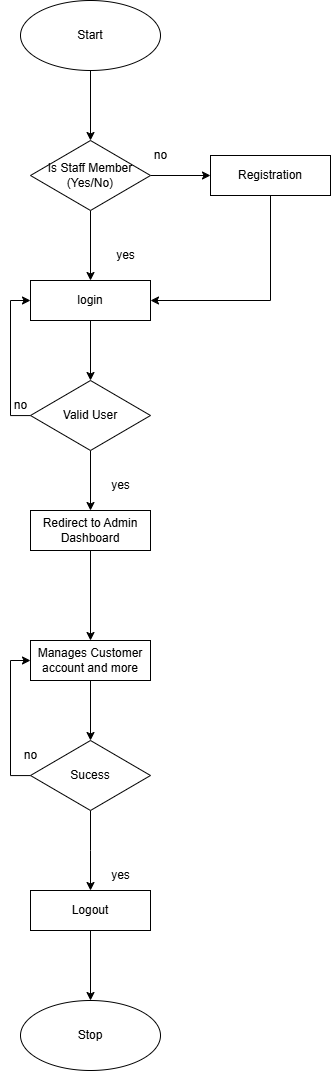 Start
Is Staff Member
(Yes/No)
no
Registration
yes
login
no
Valid User
yes
Redirect to Admin
Dashboard
Manages Customer
account and more
no
Sucess
yes
Logout
Stop